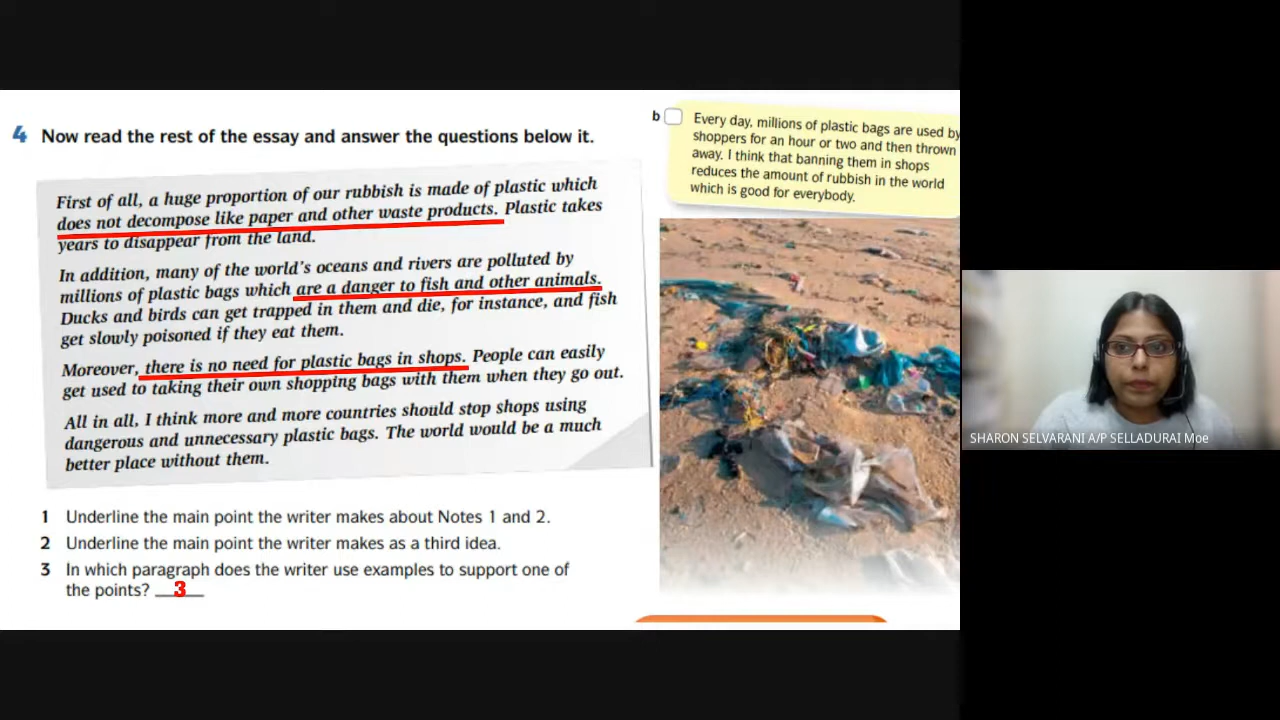 4 Now read the rest of the essay and answer the questions below it.
First of all, a huge proportion of our rubbish is made of plastic which
does not decompose like paper and other waste products. Plastic takes
years to disappear from the land.
In addition, many of the world's oceans and rivers are polluted by
millions of plastic bags which are a danger to fish and other animals.
Ducks and birds can get trapped in them and die, for instance, and fish
get slowly poisoned if they eat them.
Moreover, there is no need for plastic bags in shops. People can easily
get used to taking their own shopping bags with them when they go out.
All in all, I think more and more countries should stop shops using
dangerous and unnecessary plastic bags. The world would be a much
better place without them.
1 Underline the main point the writer makes about Notes 1 and 2.
2 Underline the main point the writer makes as a third idea.
3 In which paragraph does the writer use examples to support one of
the points? 3
b Every day, millions of plastic bags are used by
shoppers for an hour or two and then thrown
away. I think that banning them in shops
reduces the amount of rubbish in the world
which is good for everybody.
SHARON SELVARANI A/P SELLADURAI Moe